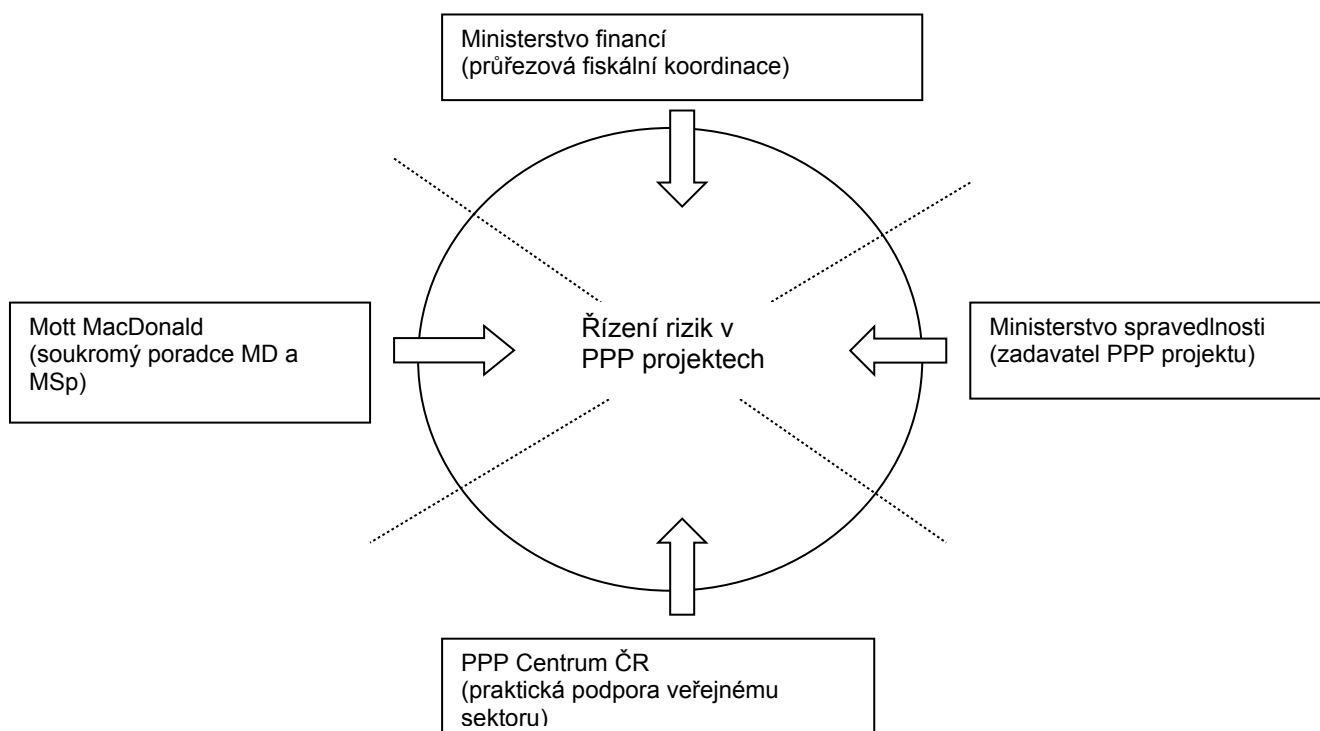 Ministerstvo financí
(průřezová fiskální koordinace)
Mott MacDonald
(soukromý poradce MD a
MSp)
Řízení rizik v
PPP projektech
Ministerstvo spravedlnosti
(zadavatel PPP projektu)
PPP Centrum ČR
(praktická podpora veřejnému
sektoru)